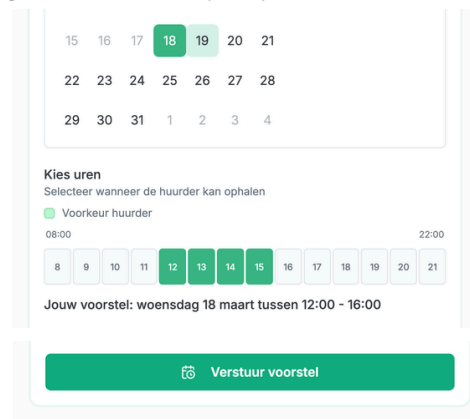 15 16 17 18 19 20 21
22 23 24 25 26 27 28
29 30 31 1 2 3 4
Kies uren
Selecteer wanneer de huurder kan ophalen
Voorkeur huurder
08:00 22:00
8 9 10 11 12 13 14 15 16 17 18 19 20 21
Jouw voorstel: woensdag 18 maart tussen 12:00 - 16:00
Verstuur voorstel